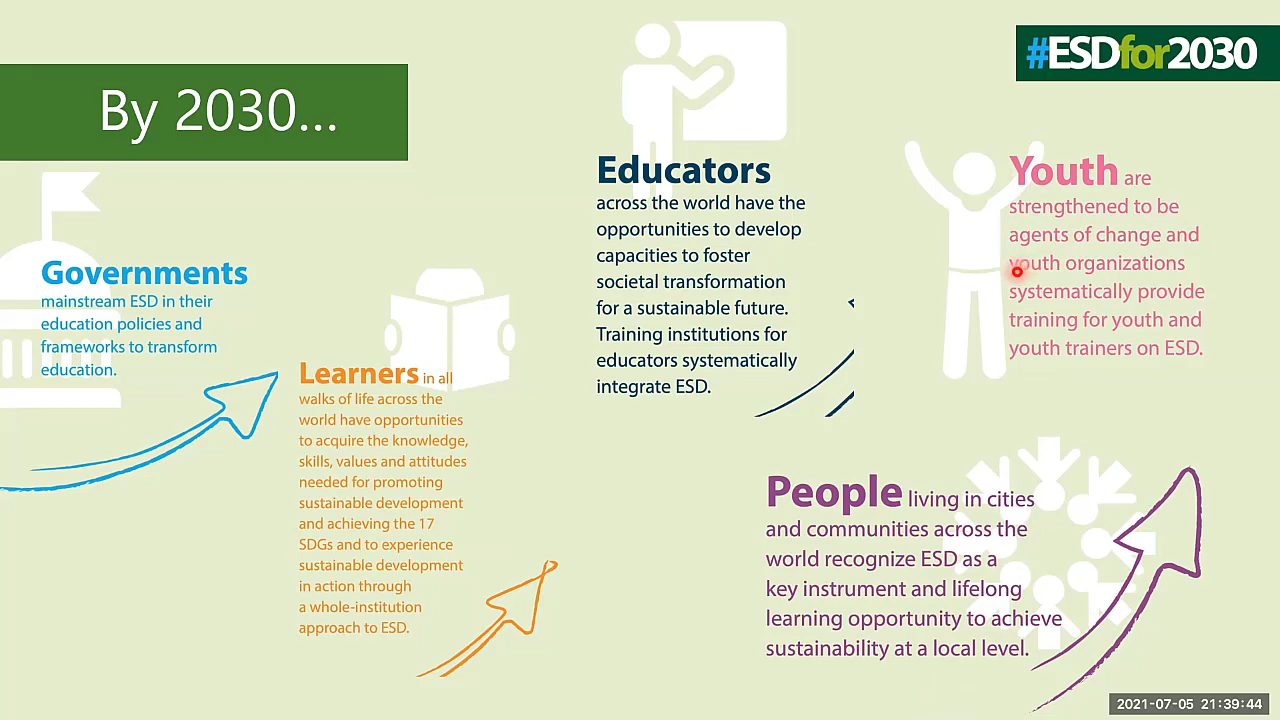 #ESDfor2030
By 2030...
Governments
mainstream ESD in their
education policies and
frameworks to transform
education.
Learners in all
walks of life across the
world have opportunities
to acquire the knowledge,
skills, values and attitudes
needed for promoting
sustainable development
and achieving the 17
SDGs and to experience
sustainable development
in action through
a whole-institution
approach to ESD.
Educators
across the world have the
opportunities to develop
capacities to foster
societal transformation
for a sustainable future.
Training institutions for
educators systematically
integrate ESD.
Youth are
strengthened to be
agents of change and
youth organizations
systematically provide
training for youth and
youth trainers on ESD.
People living in cities
and communities across the
world recognize ESD as a
key instrument and lifelong
learning opportunity to achieve
sustainability at a local level.
2021-07-05 21:39:44